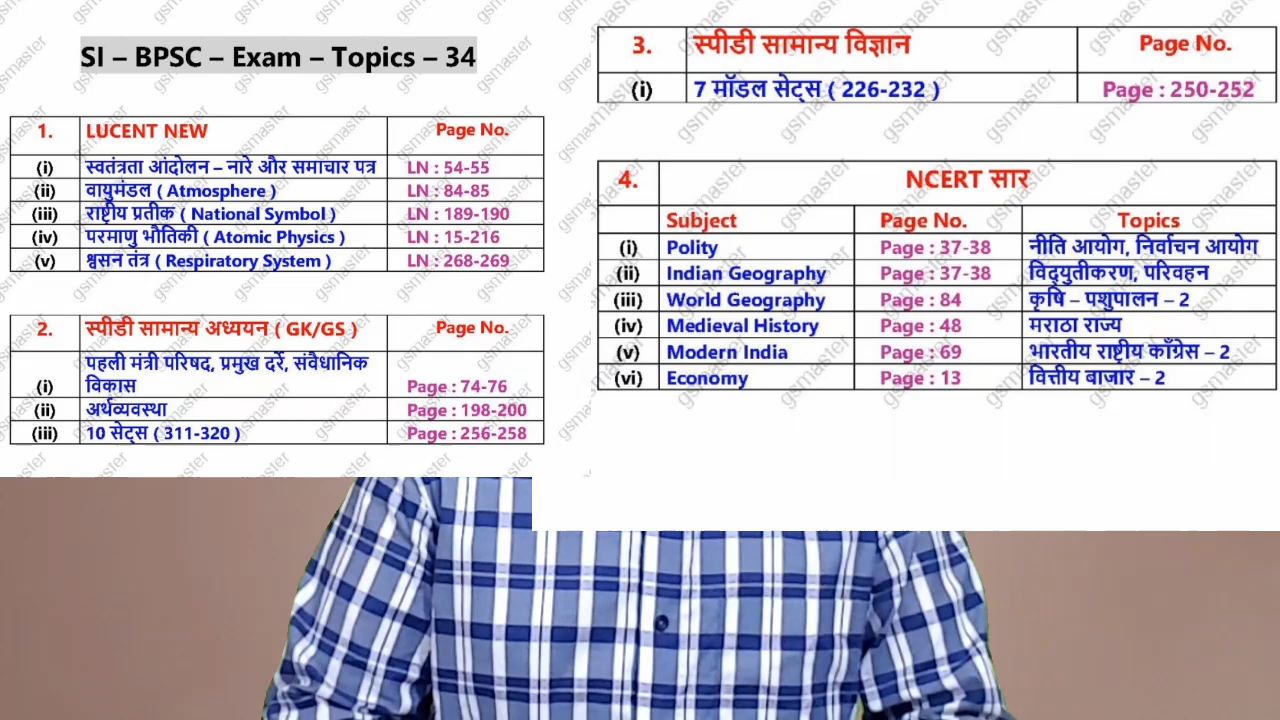 SI – BPSC – Exam – Topics – 34
1. LUCENT NEW Page No.
(i) स्वतंत्रता आंदोलन – नारे और समाचार पत्र LN : 54-55
(ii) वायुमंडल ( Atmosphere ) LN : 84-85
(iii) राष्ट्रीय प्रतीक ( National Symbol ) LN : 189-190
(iv) परमाणु भौतिकी ( Atomic Physics ) LN : 15-216
(v) श्वसन तंत्र ( Respiratory System ) LN : 268-269
2. स्पीडी सामान्य अध्ययन ( GK/GS ) Page No.
पहली मंत्री परिषद, प्रमुख दर्रे, संवैधानिक
(i) विकास Page : 74-76
(ii) अर्थव्यवस्था Page : 198-200
(iii) 10 सेट्स ( 311-320 ) Page : 256-258
3. स्पीडी सामान्य विज्ञान Page No.
(i) 7 मॉडल सेट्स ( 226-232 ) Page : 250-252
4. NCERT सार
Subject Page No. Topics
(i) Polity Page : 37-38 नीति आयोग, निर्वाचन आयोग
(ii) Indian Geography Page : 37-38 विद्युतीकरण, परिवहन
(iii) World Geography Page : 84 कृषि – पशुपालन – 2
(iv) Medieval History Page : 48 मराठा राज्य
(v) Modern India Page : 69 भारतीय राष्ट्रीय काँग्रेस – 2
(vi) Economy Page : 13 वित्तीय बाजार – 2
gsmaster